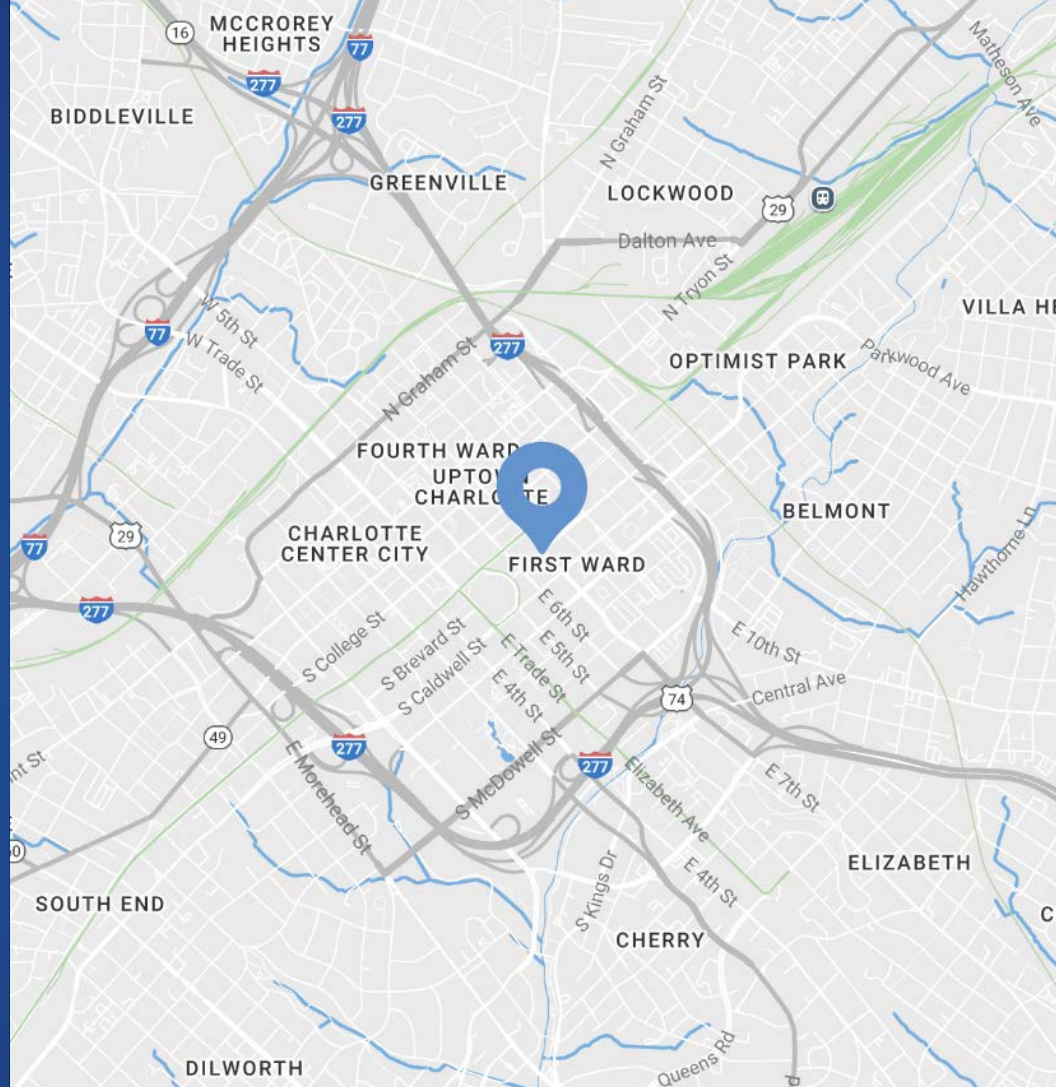 16
MCCROREY
HEIGHTS
77
277
BIDDLEVILLE
277
Matheson Ave
N Graham St
GREENVILLE
LOCKWOOD
29
Dalton Ave
N Tryon St
W 5th St
77
W Trade St
VILLA HE
277
N Graham St
OPTIMIST PARK
Parkwood Ave
FOURTH WARD
UPTOWN
CHARLOTTE
BELMONT
29
CHARLOTTE
CENTER CITY
77
FIRST WARD
Hawthorne Ln
277
E 6th St
E 5th St
E Trade St
E 4th St
S College St
S Brevard St
S Caldwell St
E 10th St
Central Ave
74
49
277
277
E Morehead St
S McDowell St
Elizabeth Ave
E 7th St
nt St
ELIZABETH
E 4th St
S Kings Dr
SOUTH END
CHERRY
C
DILWORTH
Queens Rd